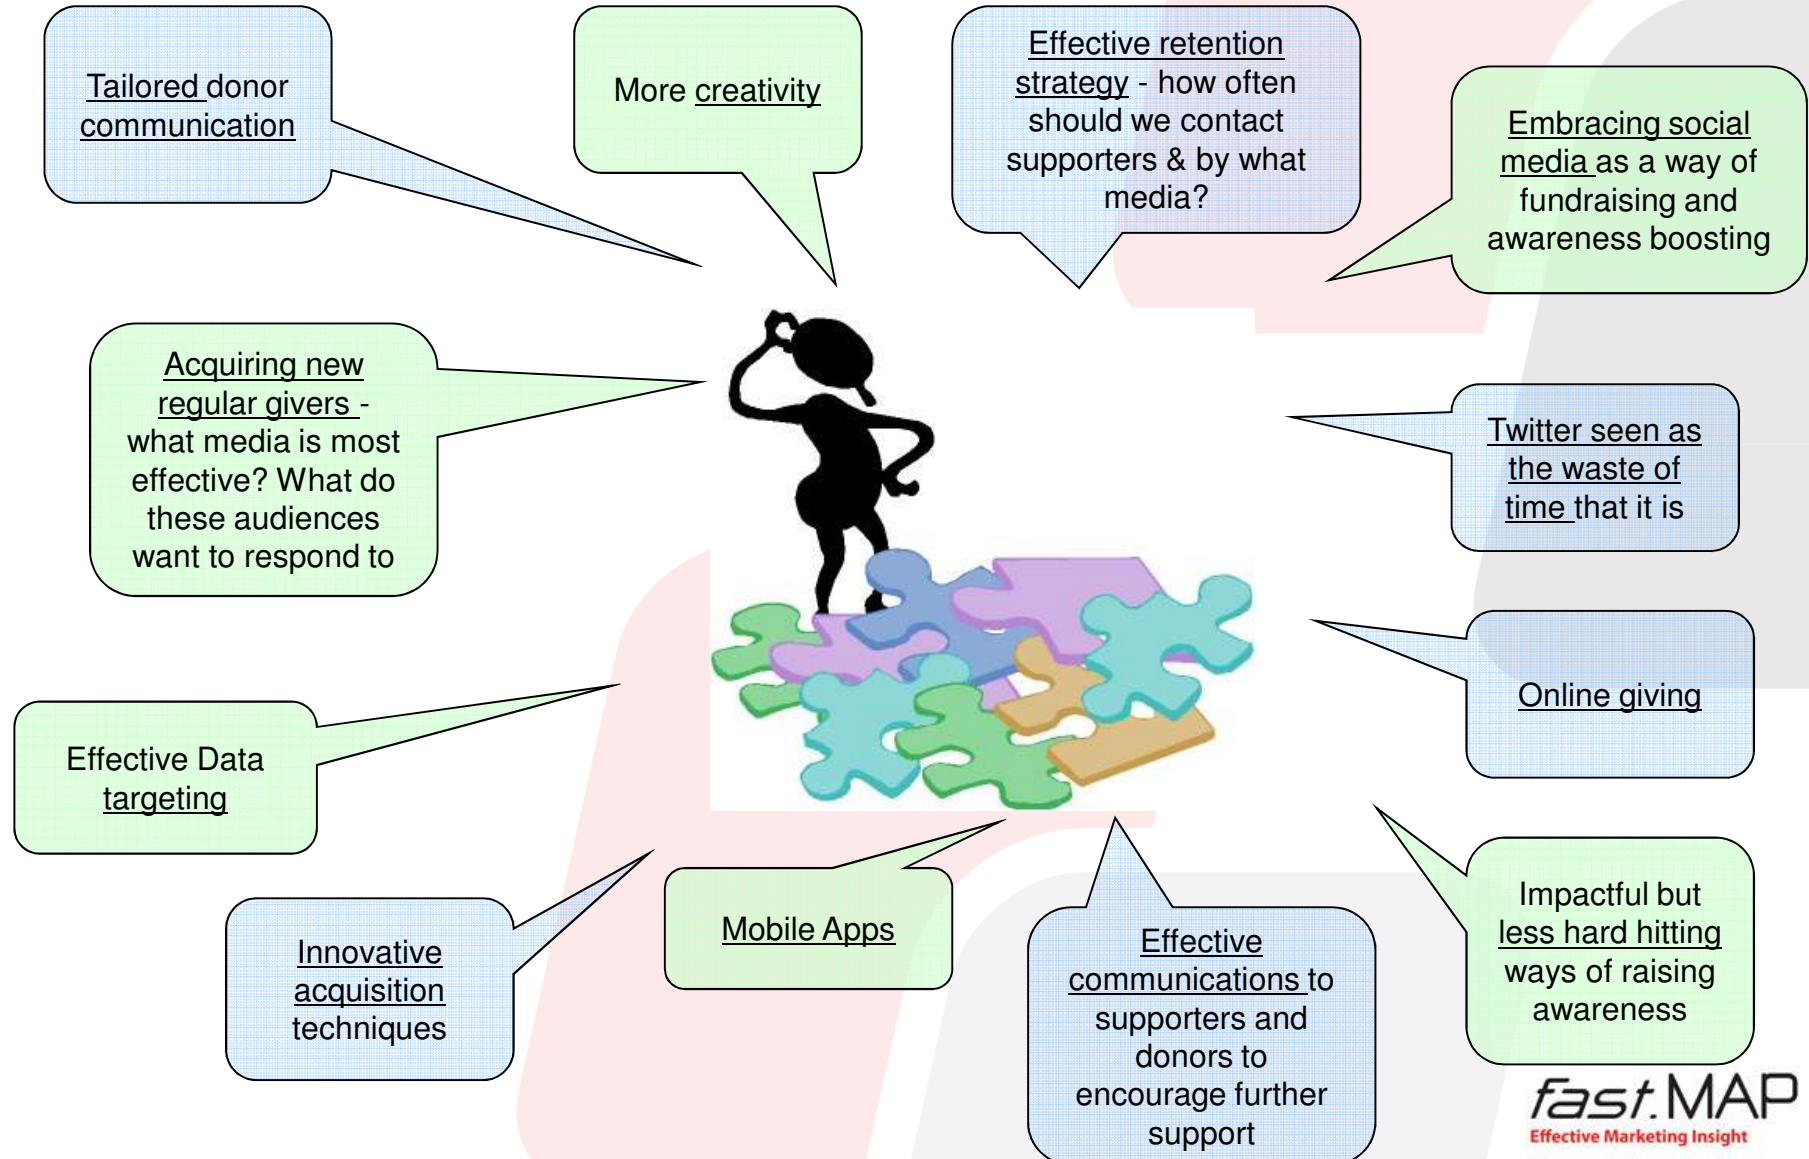 Tailored donor
communication
More creativity
Effective retention
strategy - how often
should we contact
supporters & by what
media?
Embracing social
media as a way of
fundraising and
awareness boosting
Acquiring new
regular givers -
what media is most
effective? What do
these audiences
want to respond to
Twitter seen as
the waste of
time that it is
Online giving
Effective Data
targeting
Innovative
acquisition
techniques
Mobile Apps
Effective
communications to
supporters and
donors to
encourage further
support
Impactful but
less hard hitting
ways of raising
awareness
fast.MAP
Effective Marketing Insight